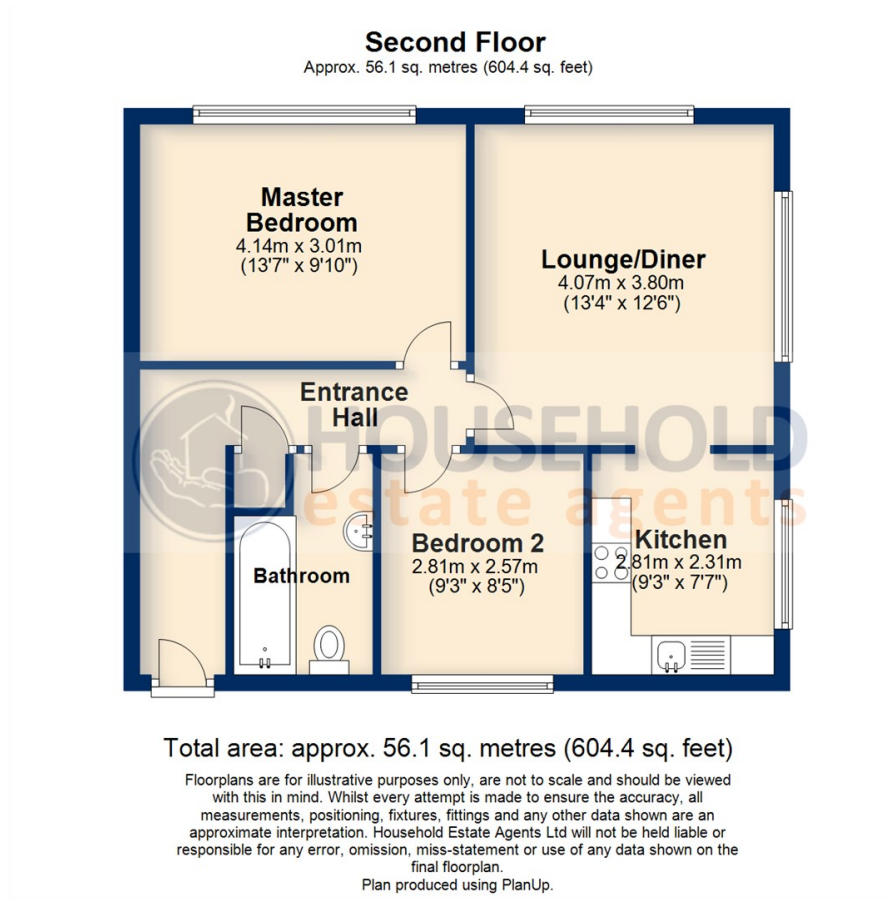 Second Floor
Approx. 56.1 sq. metres (604.4 sq. feet)
Master
Bedroom
4.14m x 3.01m
(13'7" x 9'10")
Lounge/Diner
4.07m x 3.80m
(13'4" x 12'6")
Entrance
Hall
HOUSEHOLD
estate agents
Bedroom 2
2.81m x 2.57m
(9'3" x 8'5")
Kitchen
2.81m x 2.31m
(9'3" x 7'7")
Bathroom
Total area: approx. 56.1 sq. metres (604.4 sq. feet)
Floorplans are for illustrative purposes only, are not to scale and should be viewed
with this in mind. Whilst every attempt is made to ensure the accuracy, all
measurements, positioning, fixtures, fittings and any other data shown are an
approximate interpretation. Household Estate Agents Ltd will not be held liable or
responsible for any error, omission, miss-statement or use of any data shown on the
final floorplan.
Plan produced using PlanUp.